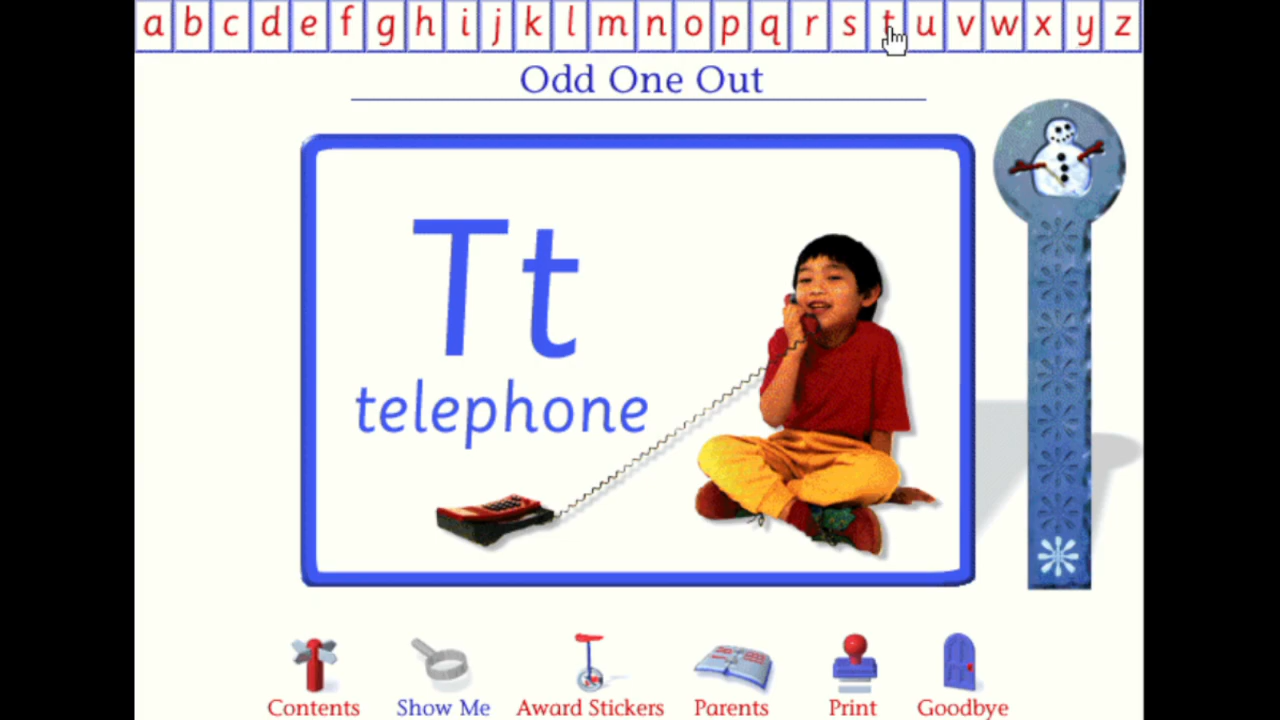 a b c d e f g h i j k l m n o p q r s t u v w x y z
Odd One Out
Tt
telephone
Contents Show Me Award Stickers Parents Print Goodbye